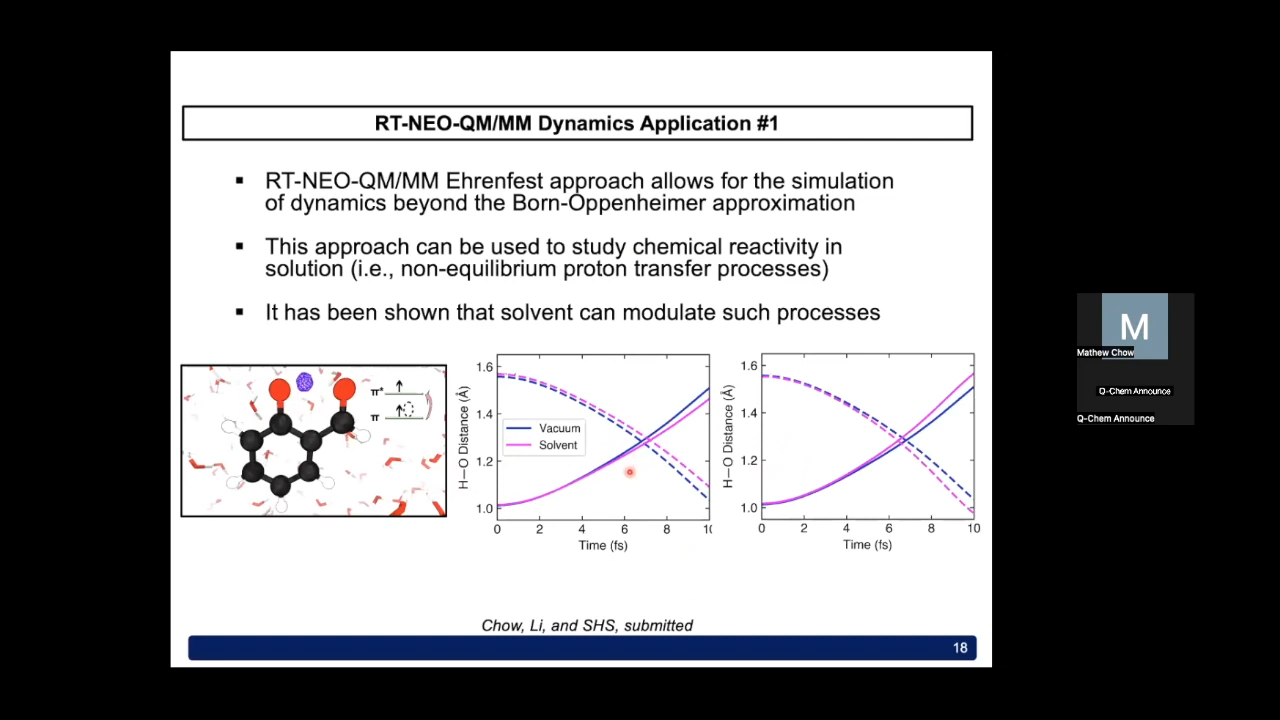 RT-NEO-QM/MM Dynamics Application #1
▪ RT-NEO-QM/MM Ehrenfest approach allows for the simulation
of dynamics beyond the Born-Oppenheimer approximation
▪ This approach can be used to study chemical reactivity in
solution (i.e., non-equilibrium proton transfer processes)
▪ It has been shown that solvent can modulate such processes
π*
π
H—O Distance (Å)
1.6
1.4
1.2
1.0
Vacuum
Solvent
0 2 4 6 8 10
Time (fs)
H—O Distance (Å)
1.6
1.4
1.2
1.0
0 2 4 6 8 10
Time (fs)
Chow, Li, and SHS, submitted
18
M
Mathew Chow
Q-Chem Announce
Q-Chem Announce